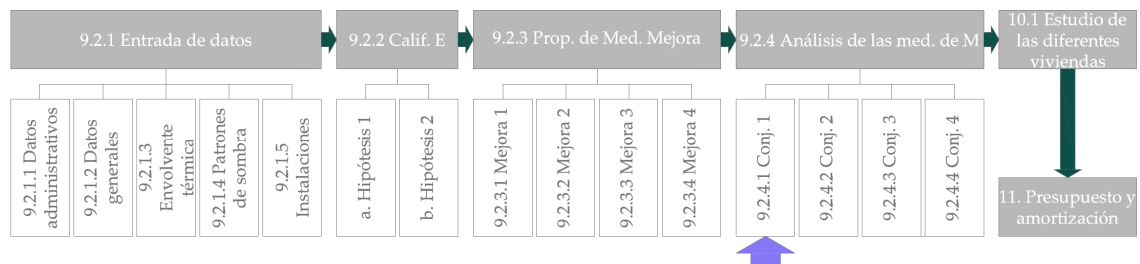 9.2.1 Entrada de datos
9.2.2 Calif. E
9.2.3 Prop. de Med. Mejora
9.2.4 Análisis de las med. de M
10.1 Estudio de
las diferentes
viviendas
9.2.1.1 Datos
administrativos
9.2.1.2 Datos
generales
9.2.1.3
Envolvente
térmica
9.2.1.4 Patrones
de sombra
9.2.1.5
Instalaciones
a. Hipótesis 1
b. Hipótesis 2
9.2.3.1 Mejora 1
9.2.3.2 Mejora 2
9.2.3.3 Mejora 3
9.2.3.4 Mejora 4
9.2.4.1 Conj. 1
9.2.4.2 Conj. 2
9.2.4.3 Conj. 3
9.2.4.4 Conj. 4
11. Presupuesto y
amortización